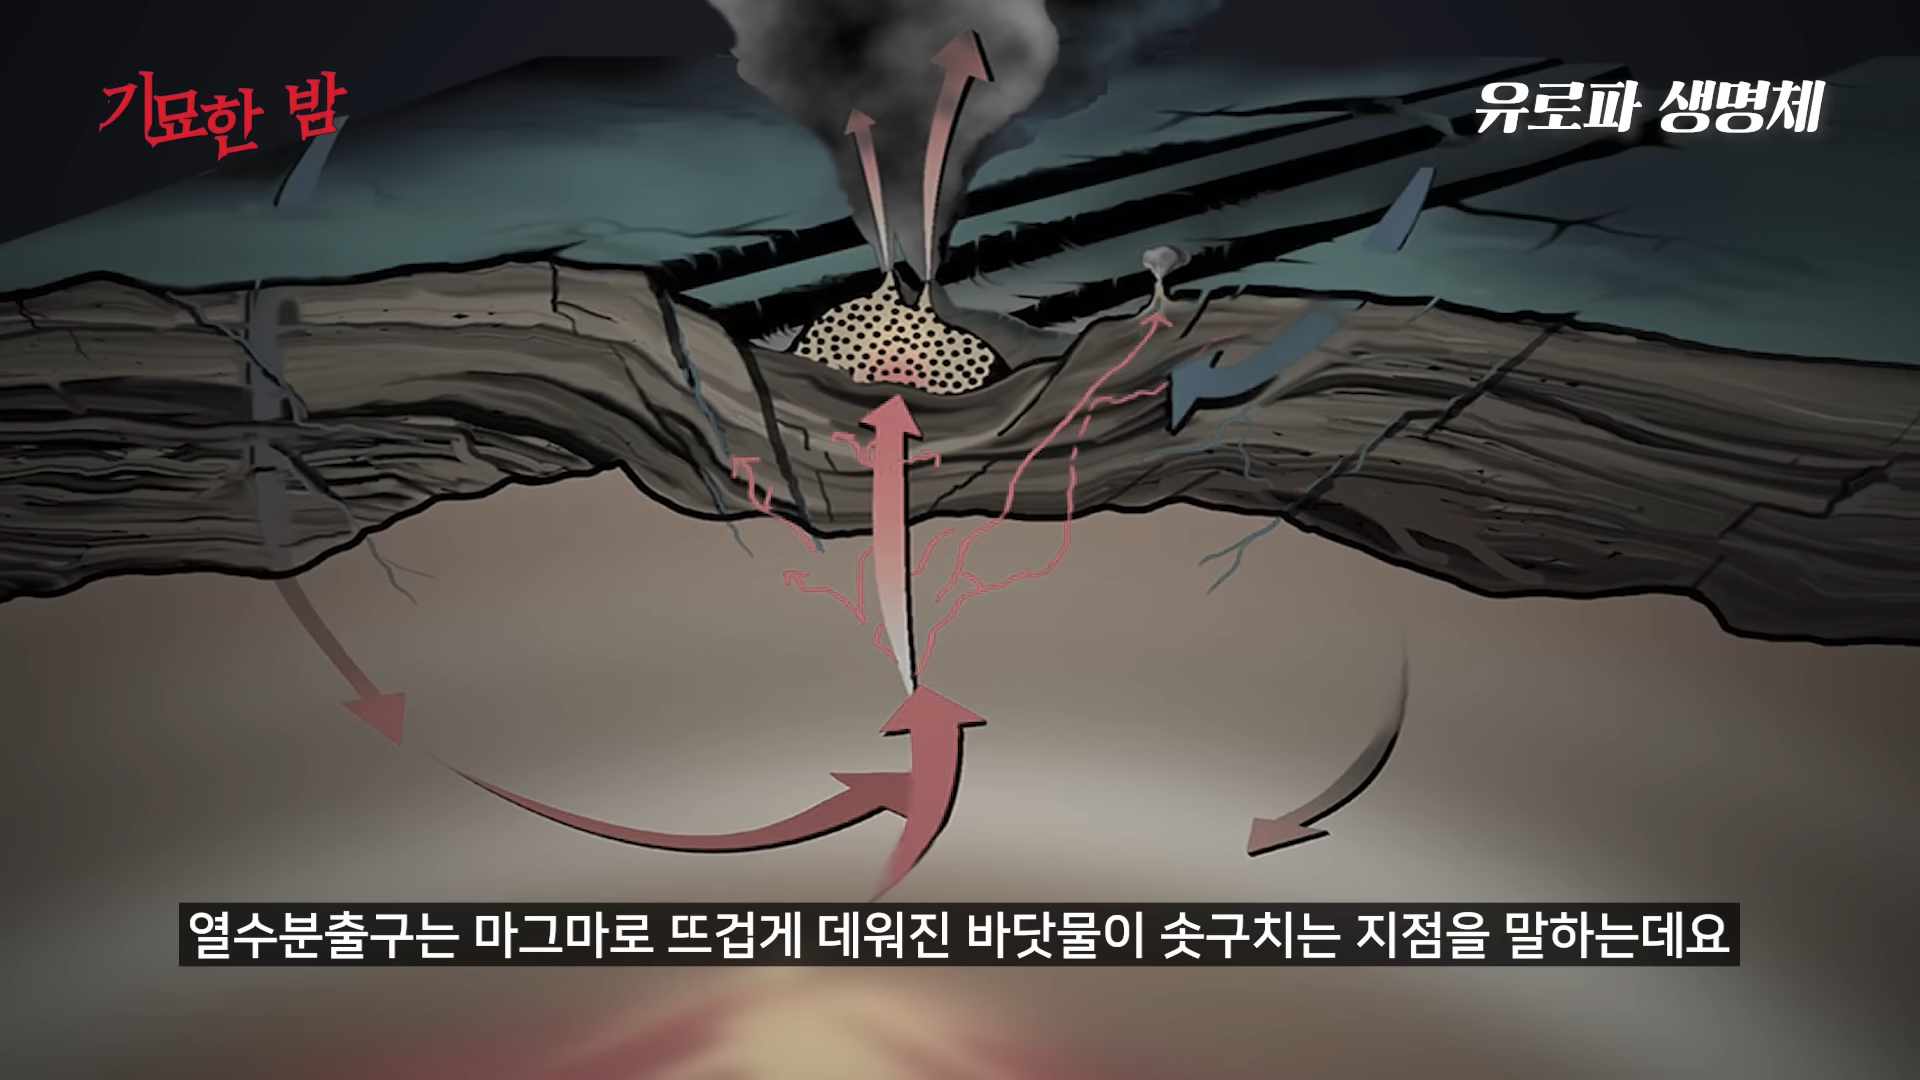 기묘한 밤
유로파 생명체
열수분출구는 마그마로 뜨겁게 데워진 바닷물이 솟구치는 지점을 말하는데요